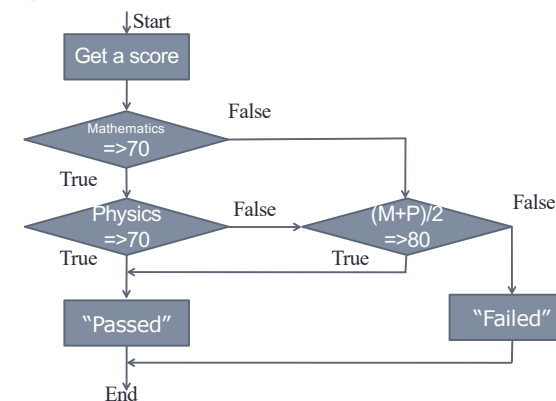 Start
Get a score
False
Mathematics
=>70
True
Physics
=>70
False
(M+P)/2
=>80
False
True
True
“Passed”
“Failed”
End